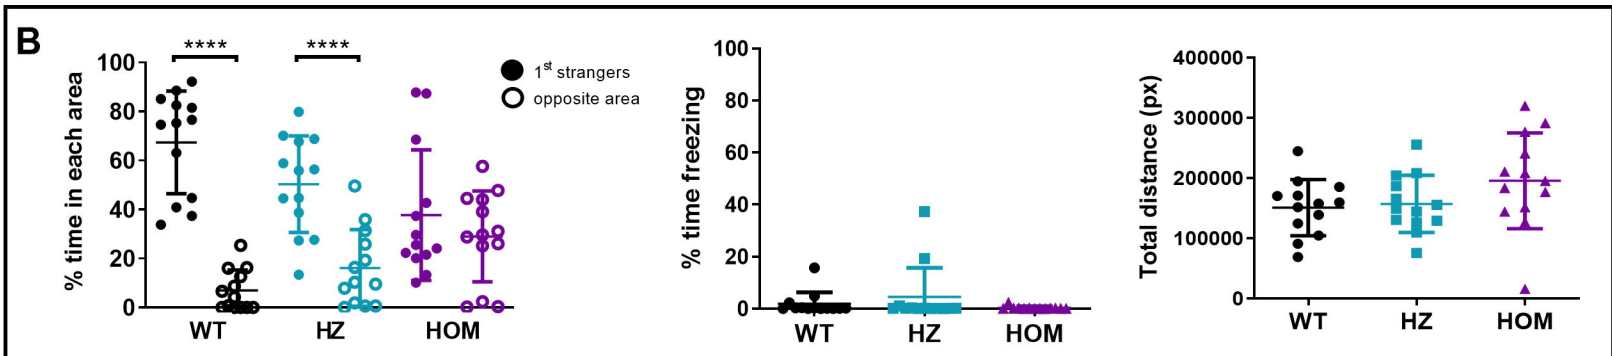 B
% time in each area
100
80
60
40
20
0
****
****
1st strangers
opposite area
WT
HZ
HOM
% time freezing
100
80
60
40
20
0
WT
HZ
HOM
Total distance (px)
400000
300000
200000
100000
0
WT
HZ
HOM